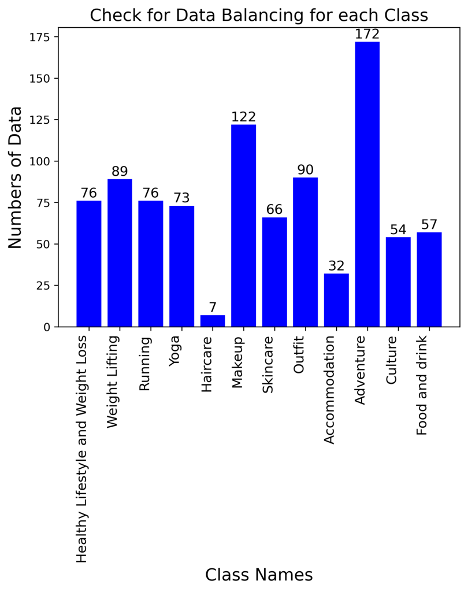 Check for Data Balancing for each Class
Numbers of Data
175
150
125
100
75
50
25
0
76
89
76
73
7
122
66
90
32
172
54
57
Healthy Lifestyle and Weight Loss
Weight Lifting
Running
Yoga
Haircare
Makeup
Skincare
Outfit
Accommodation
Adventure
Culture
Food and drink
Class Names